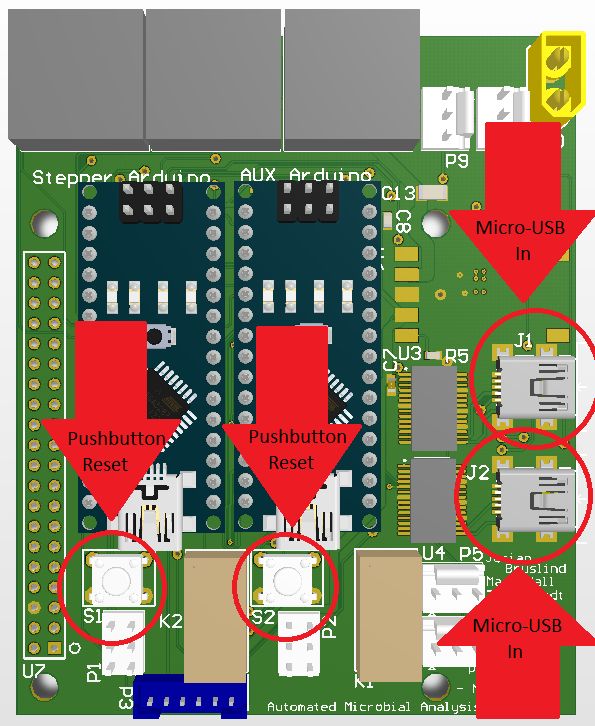 P9
Stepper Arduino
AUX Arduino
C13
C8
Micro-USB
In
J1
U3
R5
C7
Pushbutton
Reset
Pushbutton
Reset
J2
U4
P5
Bruslind
S1
K2
S2
P2
P1
Micro-USB
In
U7
P3
K1
Automated Microbial Analysis